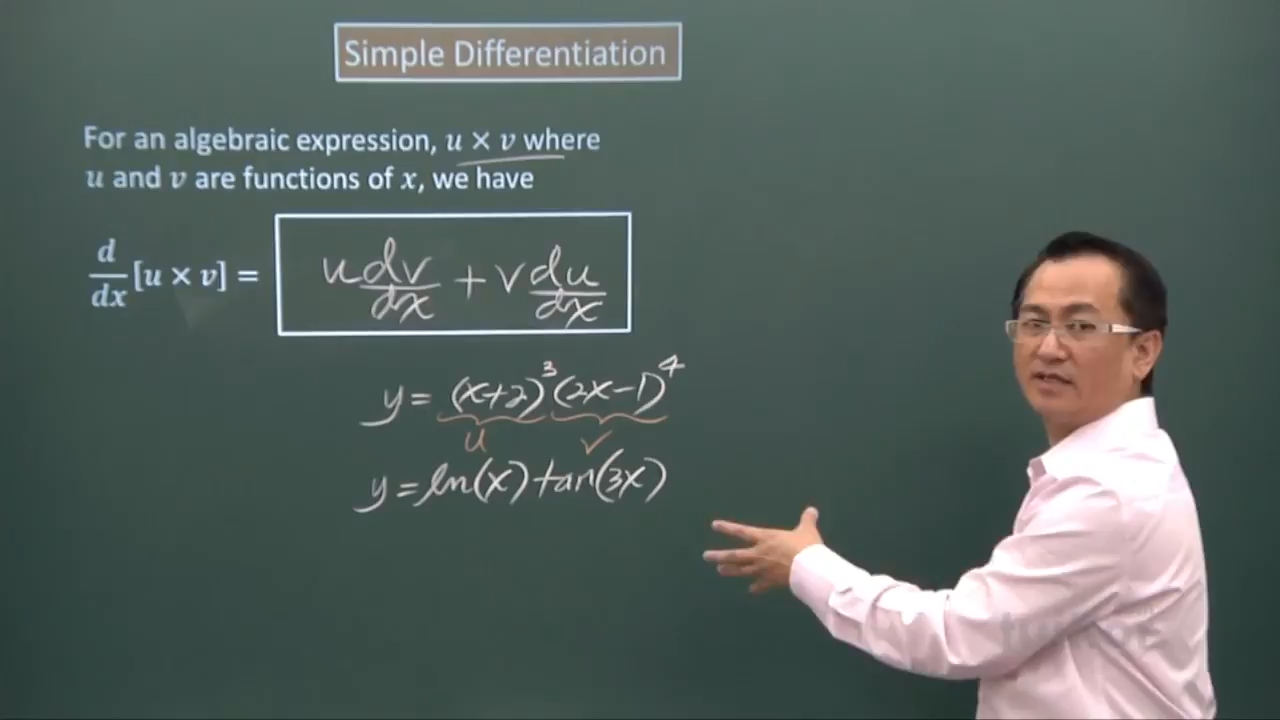 Simple Differentiation
For an algebraic expression, u × v where
u and v are functions of x, we have
d/dx [u × v] = u dv/dx + v du/dx
y = (x+2)³(2x-1)⁴
u v
y = ln(x) tan(3x)